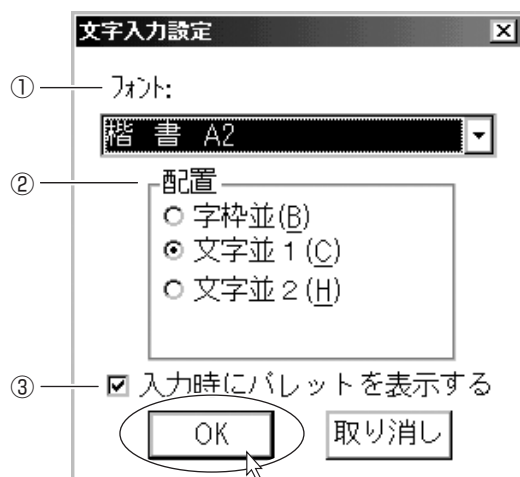 文字入力設定
① フォント:
楷 書 A2
② 配置
字枠並(B)
文字並1(C)
文字並2(H)
③ 入力時にパレットを表示する
OK 取り消し